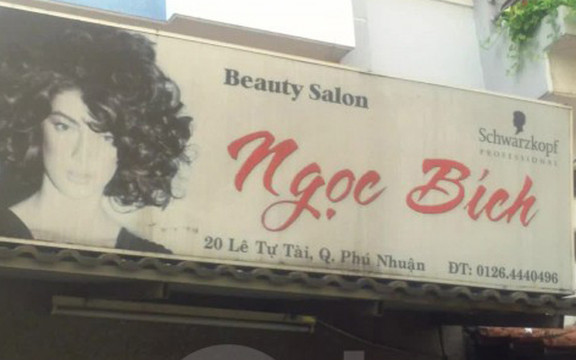 Beauty Salon
Schwarzkopf
PROFESSIONAL
Ngọc Bích
20 Lê Tự Tài, Q. Phú Nhuận ĐT: 0126.4440496